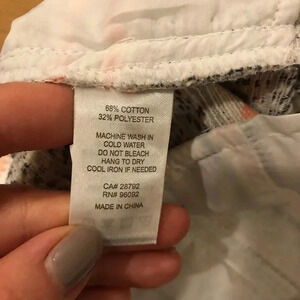 68% COTTON
32% POLYESTER
MACHINE WASH IN
COLD WATER
DO NOT BLEACH
HANG TO DRY
COOL IRON IF NEEDED
CA# 28792
RN# 96092
MADE IN CHINA